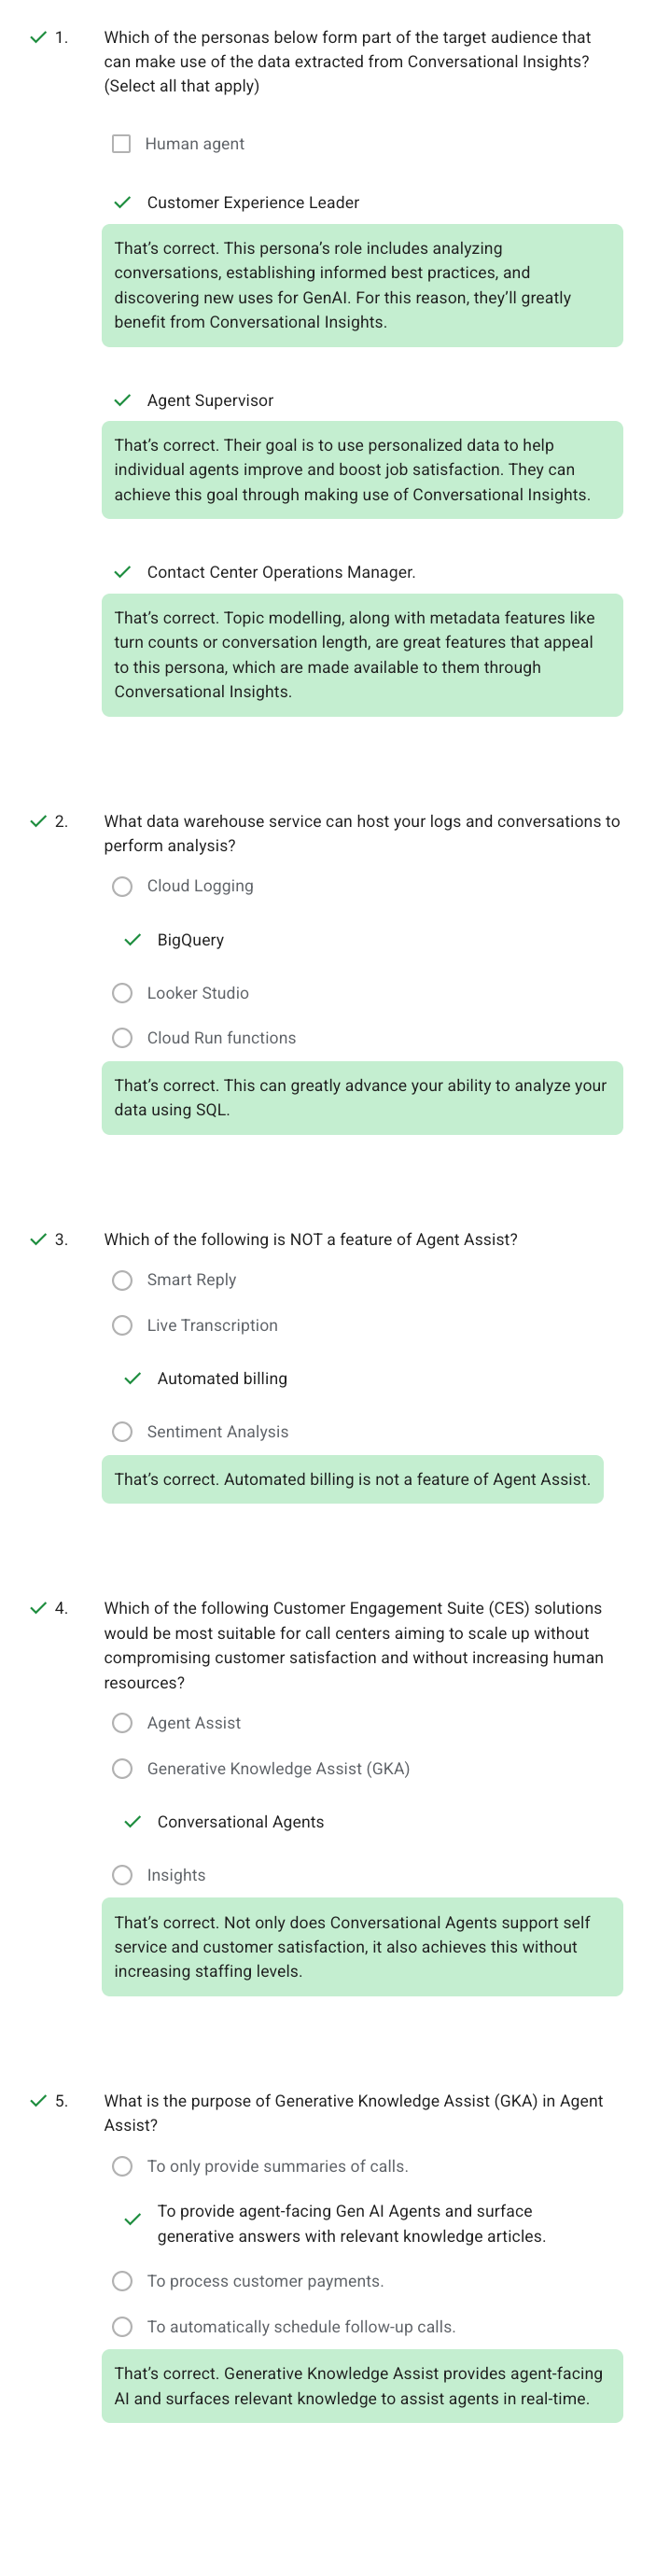 1. Which of the personas below form part of the target audience that
can make use of the data extracted from Conversational Insights?
(Select all that apply)
Human agent
Customer Experience Leader
That’s correct. This persona’s role includes analyzing
conversations, establishing informed best practices, and
discovering new uses for GenAI. For this reason, they’ll greatly
benefit from Conversational Insights.
Agent Supervisor
That’s correct. Their goal is to use personalized data to help
individual agents improve and boost job satisfaction. They can
achieve this goal through making use of Conversational Insights.
Contact Center Operations Manager.
That’s correct. Topic modelling, along with metadata features like
turn counts or conversation length, are great features that appeal
to this persona, which are made available to them through
Conversational Insights.
2. What data warehouse service can host your logs and conversations to
perform analysis?
Cloud Logging
BigQuery
Looker Studio
Cloud Run functions
That’s correct. This can greatly advance your ability to analyze your
data using SQL.
3. Which of the following is NOT a feature of Agent Assist?
Smart Reply
Live Transcription
Automated billing
Sentiment Analysis
That’s correct. Automated billing is not a feature of Agent Assist.
4. Which of the following Customer Engagement Suite (CES) solutions
would be most suitable for call centers aiming to scale up without
compromising customer satisfaction and without increasing human
resources?
Agent Assist
Generative Knowledge Assist (GKA)
Conversational Agents
Insights
That’s correct. Not only does Conversational Agents support self
service and customer satisfaction, it also achieves this without
increasing staffing levels.
5. What is the purpose of Generative Knowledge Assist (GKA) in Agent
Assist?
To only provide summaries of calls.
To provide agent-facing Gen AI Agents and surface
generative answers with relevant knowledge articles.
To process customer payments.
To automatically schedule follow-up calls.
That’s correct. Generative Knowledge Assist provides agent-facing
AI and surfaces relevant knowledge to assist agents in real-time.